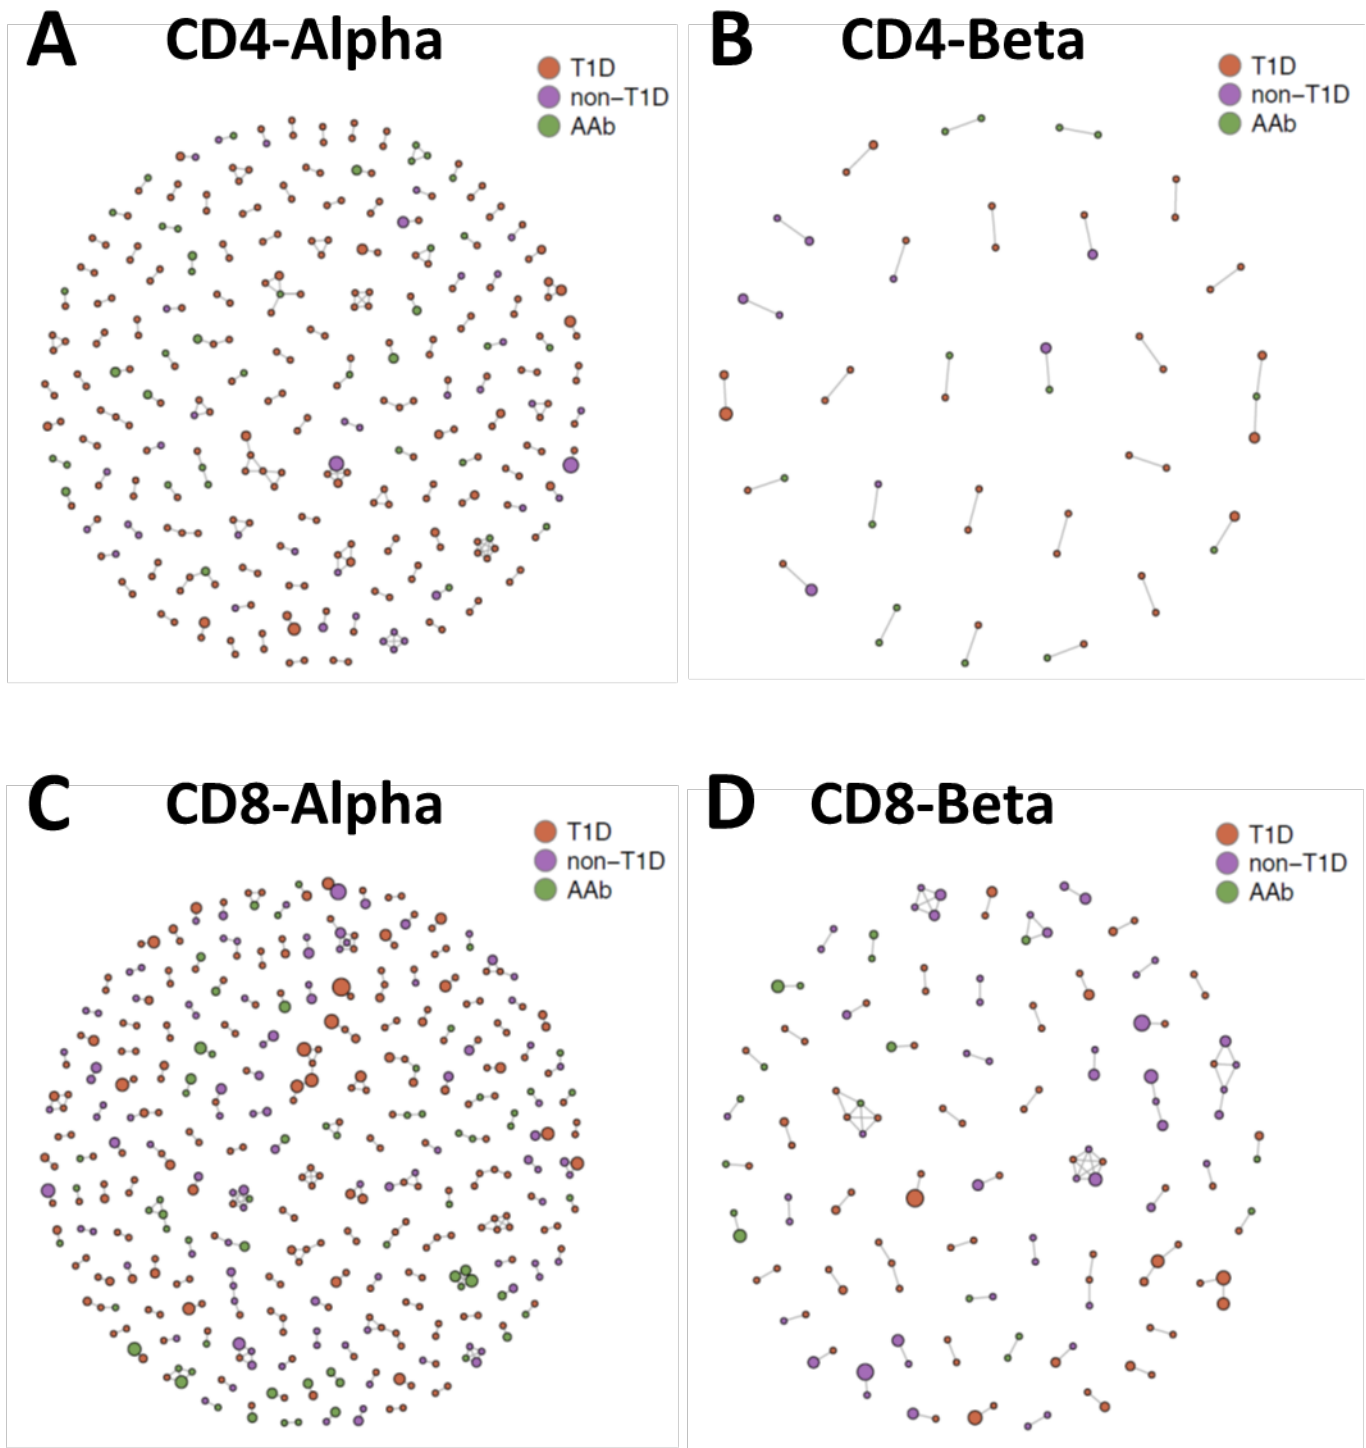 A CD4-Alpha
T1D
non-T1D
AAb
B CD4-Beta
T1D
non-T1D
AAb
C CD8-Alpha
T1D
non-T1D
AAb
D CD8-Beta
T1D
non-T1D
AAb